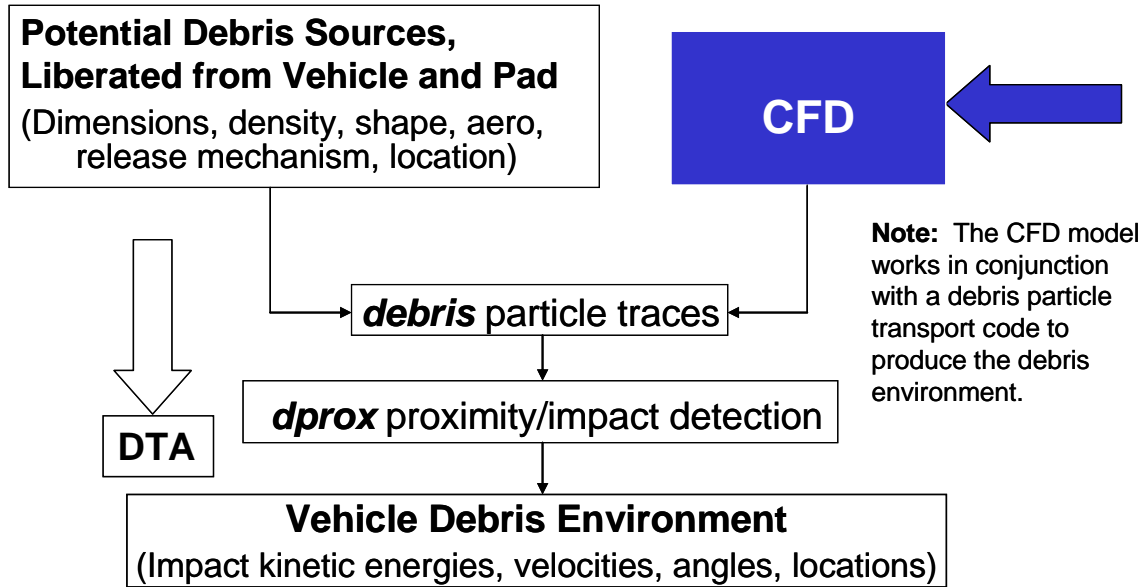 Potential Debris Sources,
Liberated from Vehicle and Pad
(Dimensions, density, shape, aero,
release mechanism, location)
CFD
Note: The CFD model
works in conjunction
with a debris particle
transport code to
produce the debris
environment.
debris particle traces
dprox proximity/impact detection
DTA
Vehicle Debris Environment
(Impact kinetic energies, velocities, angles, locations)